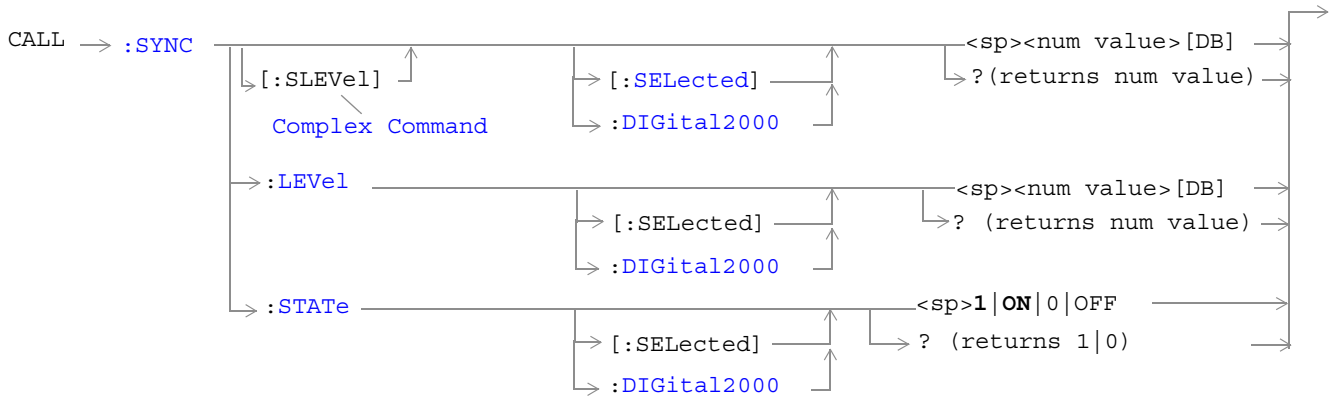 CALL :SYNC <sp><num value>[DB]
[:SLEVel] [:SELected] ?(returns num value)
Complex Command :DIGital2000
:LEVel <sp><num value>[DB]
[:SELected] ? (returns num value)
:DIGital2000
:STATe <sp>1|ON|0|OFF
[:SELected] ? (returns 1|0)
:DIGital2000